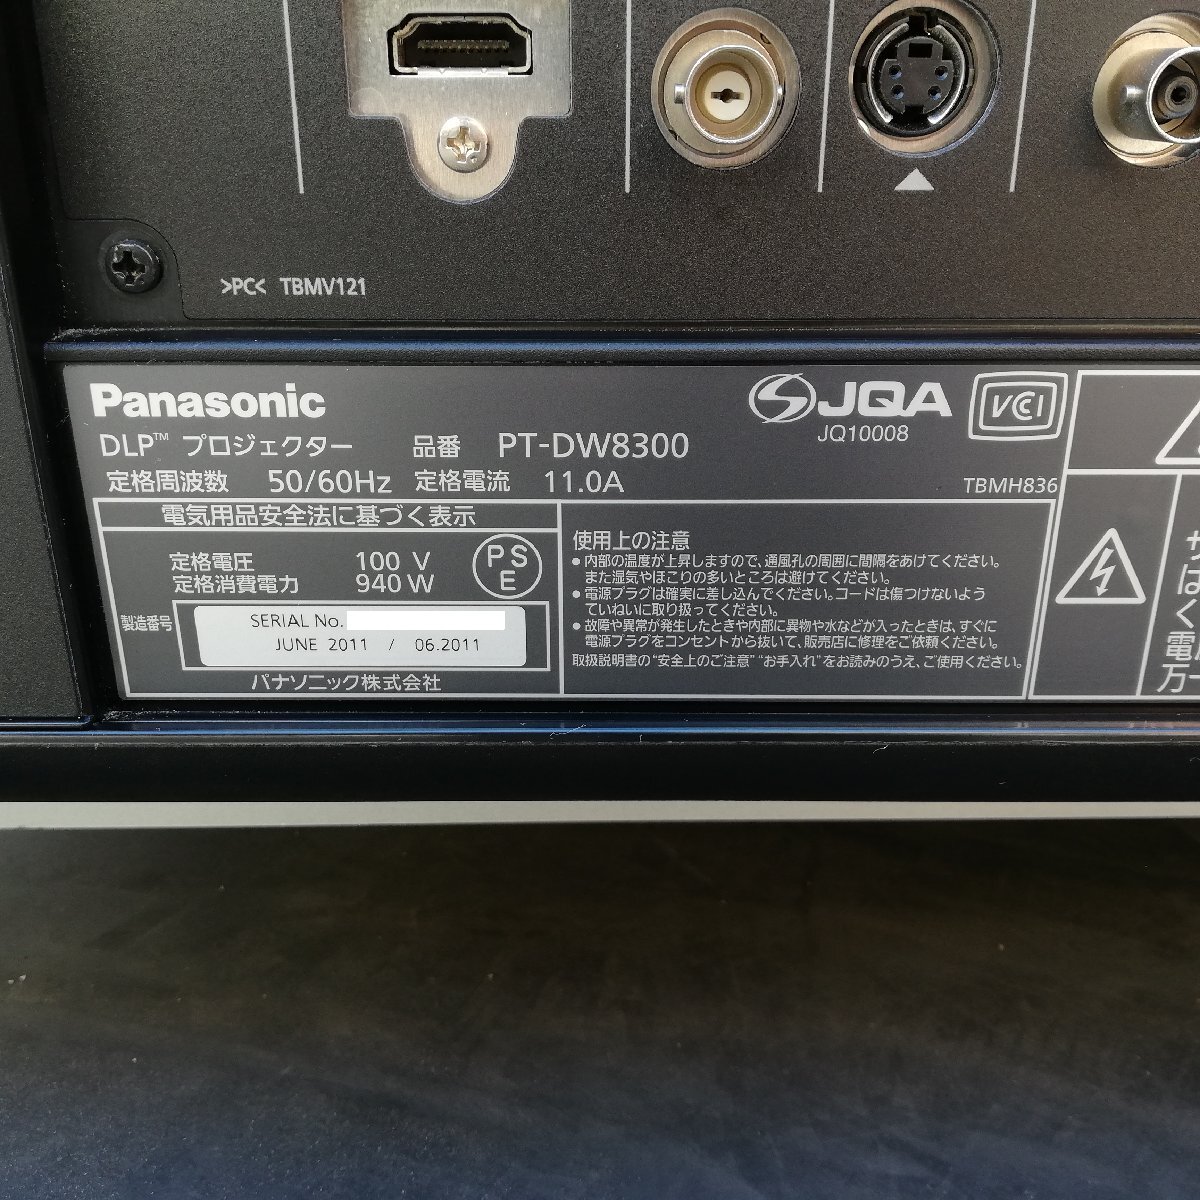 >PC< TBMV121
Panasonic
JQA
VCI
JQ10008
DLP™ プロジェクター 品番 PT-DW8300
定格周波数 50/60Hz 定格電流 11.0A
TBMH836
電気用品安全法に基づく表示
定格電圧 100 V
定格消費電力 940 W
PSE
製造番号
SERIAL No.
JUNE 2011 / 06.2011
パナソニック株式会社
使用上の注意
●内部の温度が上昇しますので、通風孔の周囲に間隔をあけてください。
また湿気やほこりの多いところは避けてください。
●電源プラグは確実に差し込んでください。コードは傷つけないよう
ていねいに取り扱ってください。
●故障や異常が発生したときや内部に異物や水などが入ったときは、すぐに
電源プラグをコンセントから抜いて、販売店に修理をご依頼ください。
取扱説明書の"安全上のご注意""お手入れ"をお読みのうえ、ご使用ください。